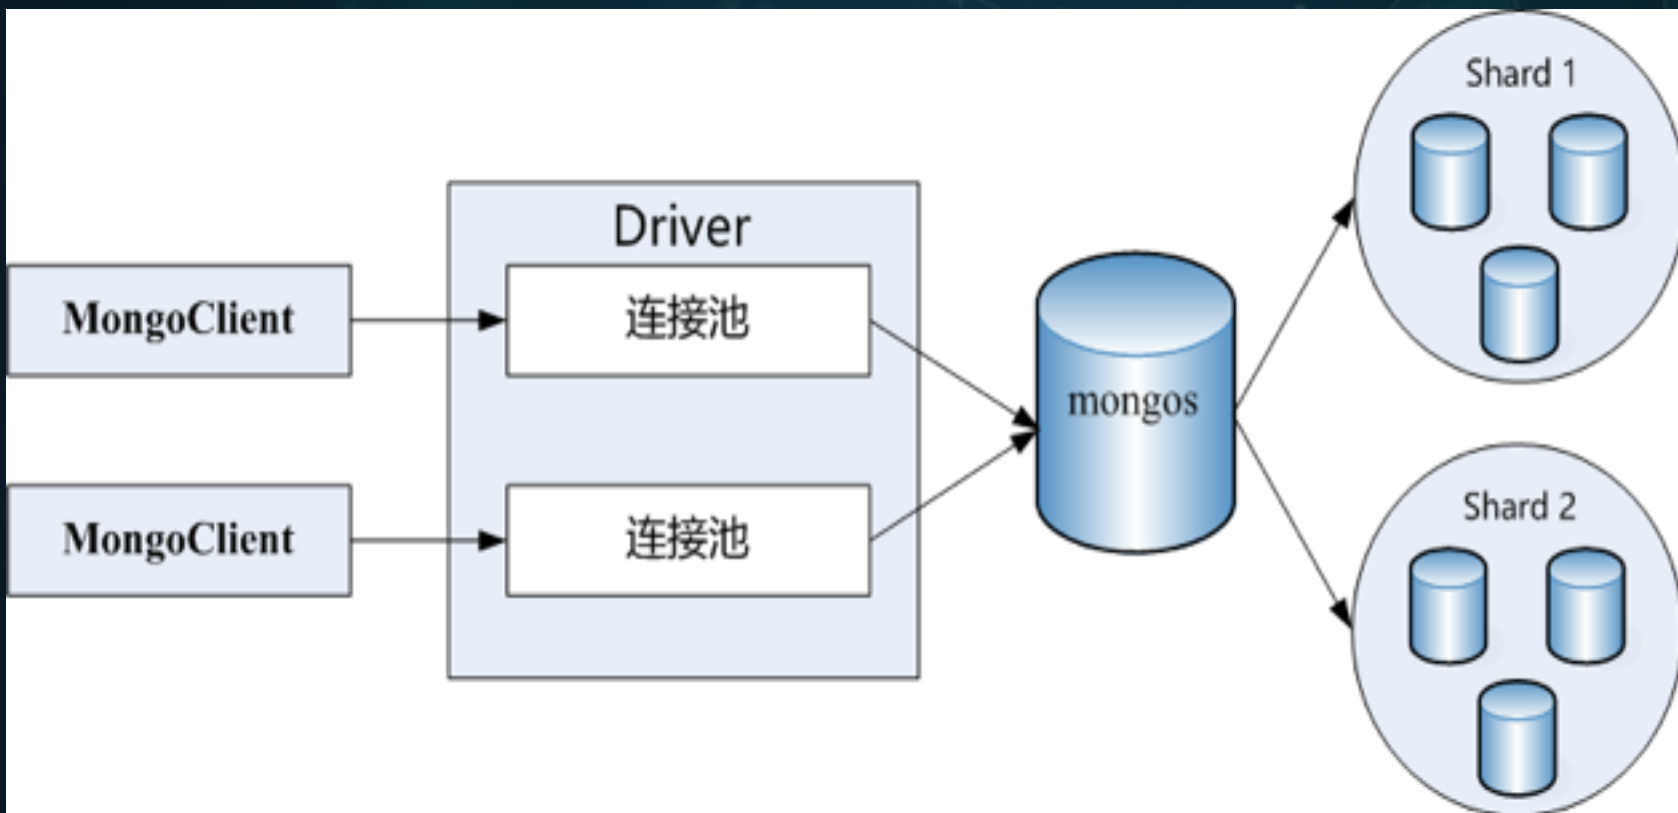 Driver
MongoClient
连接池
MongoClient
连接池
mongos
Shard 1
Shard 2